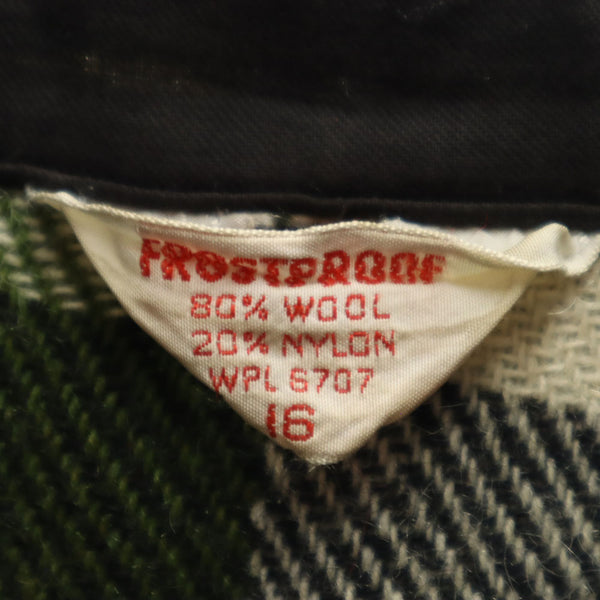 FROSTPROOF
80% WOOL
20% NYLON
WPL 6707
16